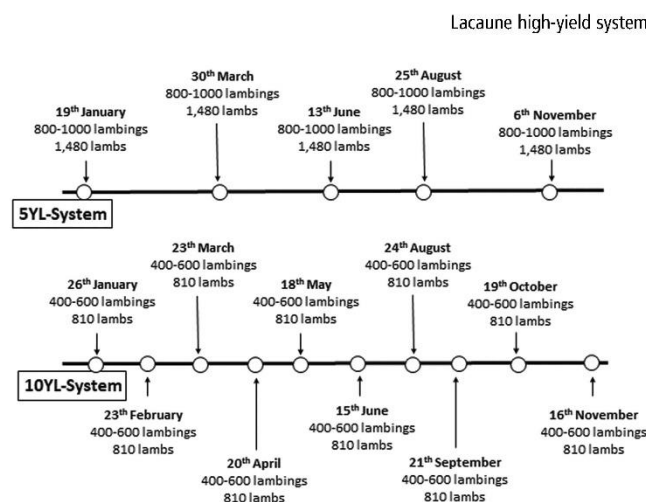 Lacaune high-yield system
30th March
800-1000 lambings
1,480 lambs
25th August
800-1000 lambings
1,480 lambs
19th January
800-1000 lambings
1,480 lambs
13th June
800-1000 lambings
1,480 lambs
6th November
800-1000 lambings
1,480 lambs
5YL-System
23rd March
400-600 lambings
810 lambs
24th August
400-600 lambings
810 lambs
26th January
400-600 lambings
810 lambs
18th May
400-600 lambings
810 lambs
19th October
400-600 lambings
810 lambs
10YL-System
23th February
400-600 lambings
810 lambs
15th June
400-600 lambings
810 lambs
16th November
400-600 lambings
810 lambs
20th April
400-600 lambings
810 lambs
21th September
400-600 lambings
810 lambs